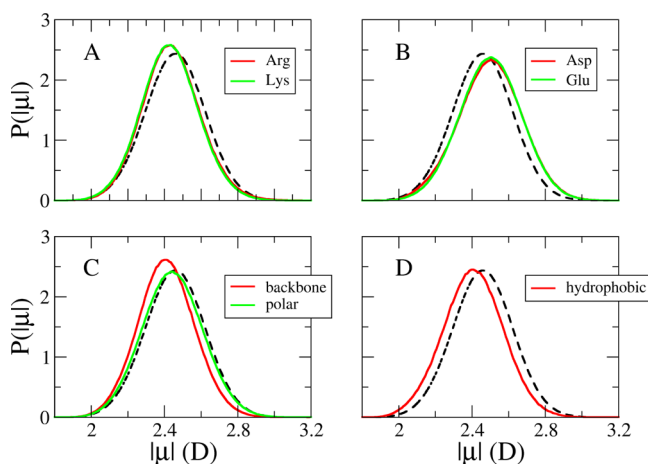 A
Arg
Lys
P(|μ|)
3
2
1
0
B
Asp
Glu
C
backbone
polar
P(|μ|)
3
2
1
0
2
2.4
2.8
3.2
|μ| (D)
D
hydrophobic
2
2.4
2.8
3.2
|μ| (D)